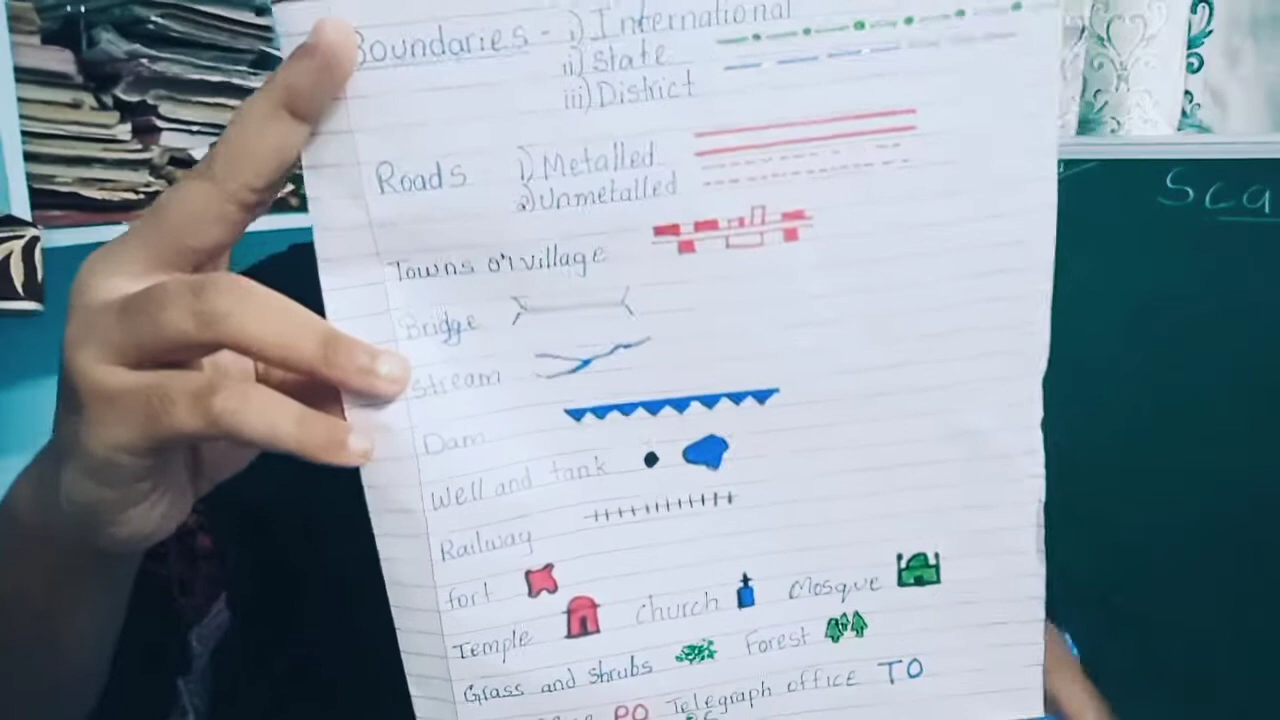 Boundaries - i) International
ii) State
iii) District
Roads 1) Metalled
2) Unmetalled
Towns or village
Bridge
Stream
Dam
Well and tank
Railway
fort
Temple Church Mosque
Grass and shrubs Forest
PO Telegraph office TO
Sca